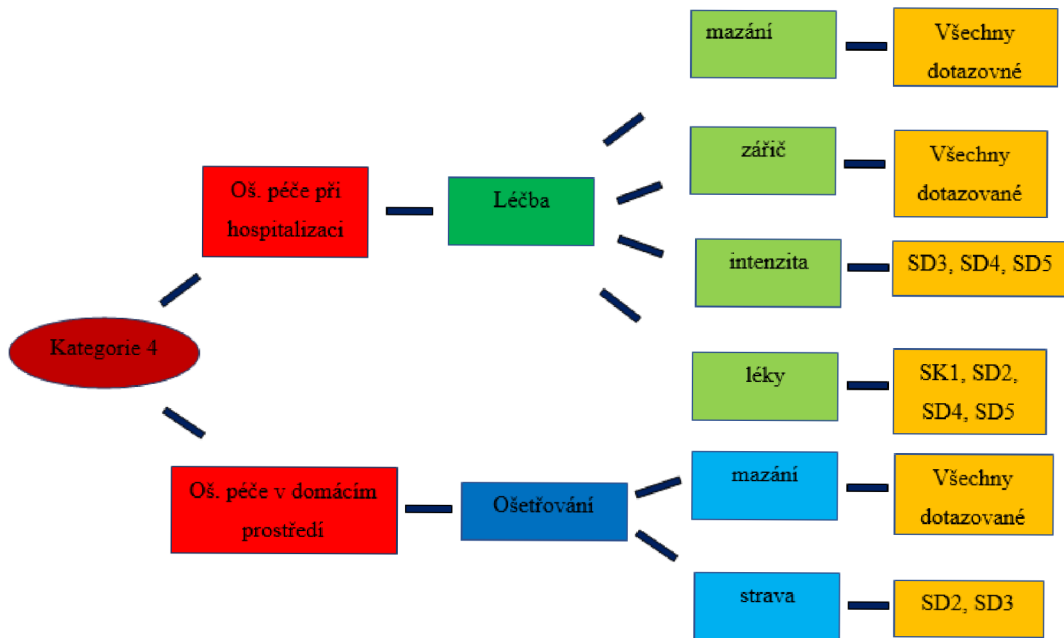 mazání
Všechny
dotazovné
zářič
Všechny
dotazované
Oš. péče při
hospitalizaci
Léčba
intenzita
SD3, SD4, SD5
Kategorie 4
léky
SK1, SD2,
SD4, SD5
Oš. péče v domácím
prostředí
Ošetřování
mazání
Všechny
dotazované
strava
SD2, SD3